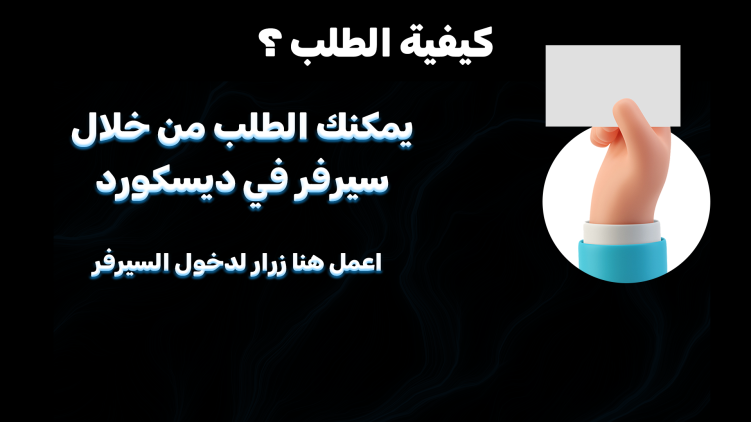 كيفية الطلب ؟
يمكنك الطلب من خلال
سيرفر في ديسكورد
اعمل هنا زرار لدخول السيرفر